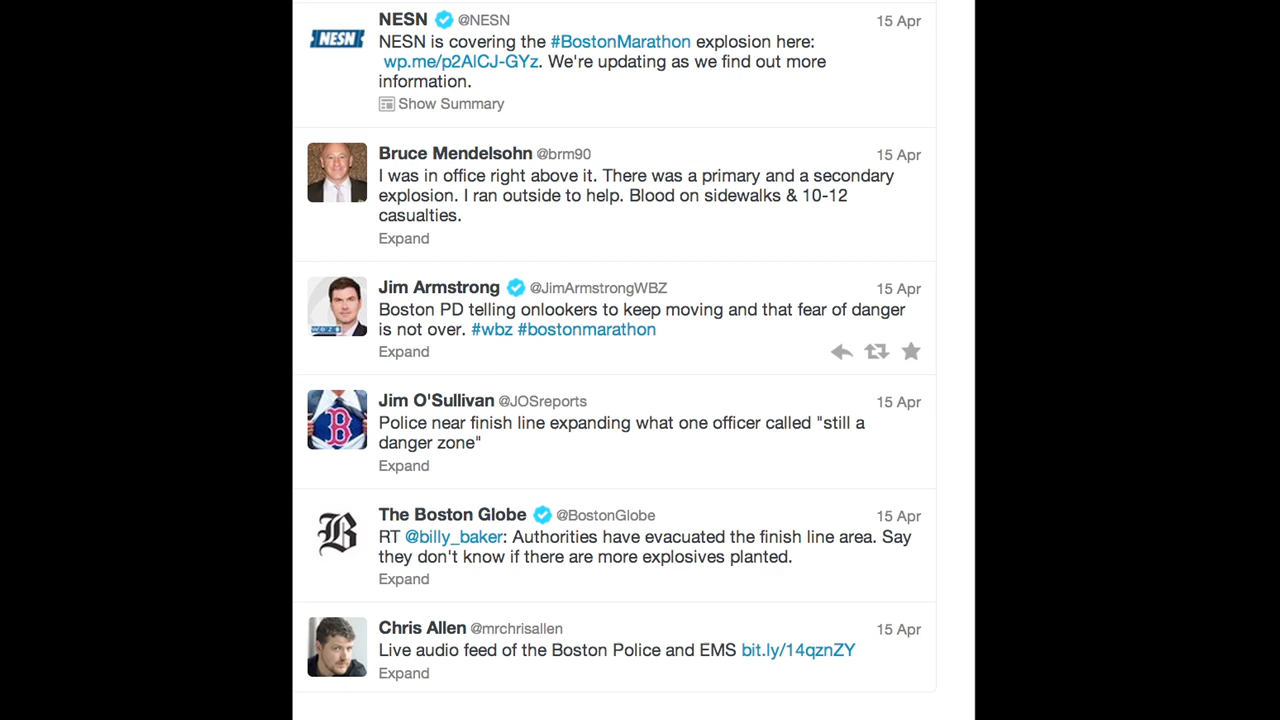 NESN @NESN 15 Apr
NESN
NESN is covering the #BostonMarathon explosion here:
wp.me/p2AlCJ-GYz. We're updating as we find out more
information.
Show Summary
Bruce Mendelsohn @brm90 15 Apr
I was in office right above it. There was a primary and a secondary
explosion. I ran outside to help. Blood on sidewalks & 10-12
casualties.
Expand
Jim Armstrong @JimArmstrongWBZ 15 Apr
Boston PD telling onlookers to keep moving and that fear of danger
is not over. #wbz #bostonmarathon
Expand
Jim O'Sullivan @JOSreports 15 Apr
Police near finish line expanding what one officer called "still a
danger zone"
B
Expand
The Boston Globe @BostonGlobe 15 Apr
B
RT @billy_baker: Authorities have evacuated the finish line area. Say
they don't know if there are more explosives planted.
Expand
Chris Allen @mrchrisallen 15 Apr
Live audio feed of the Boston Police and EMS bit.ly/14qznZY
Expand